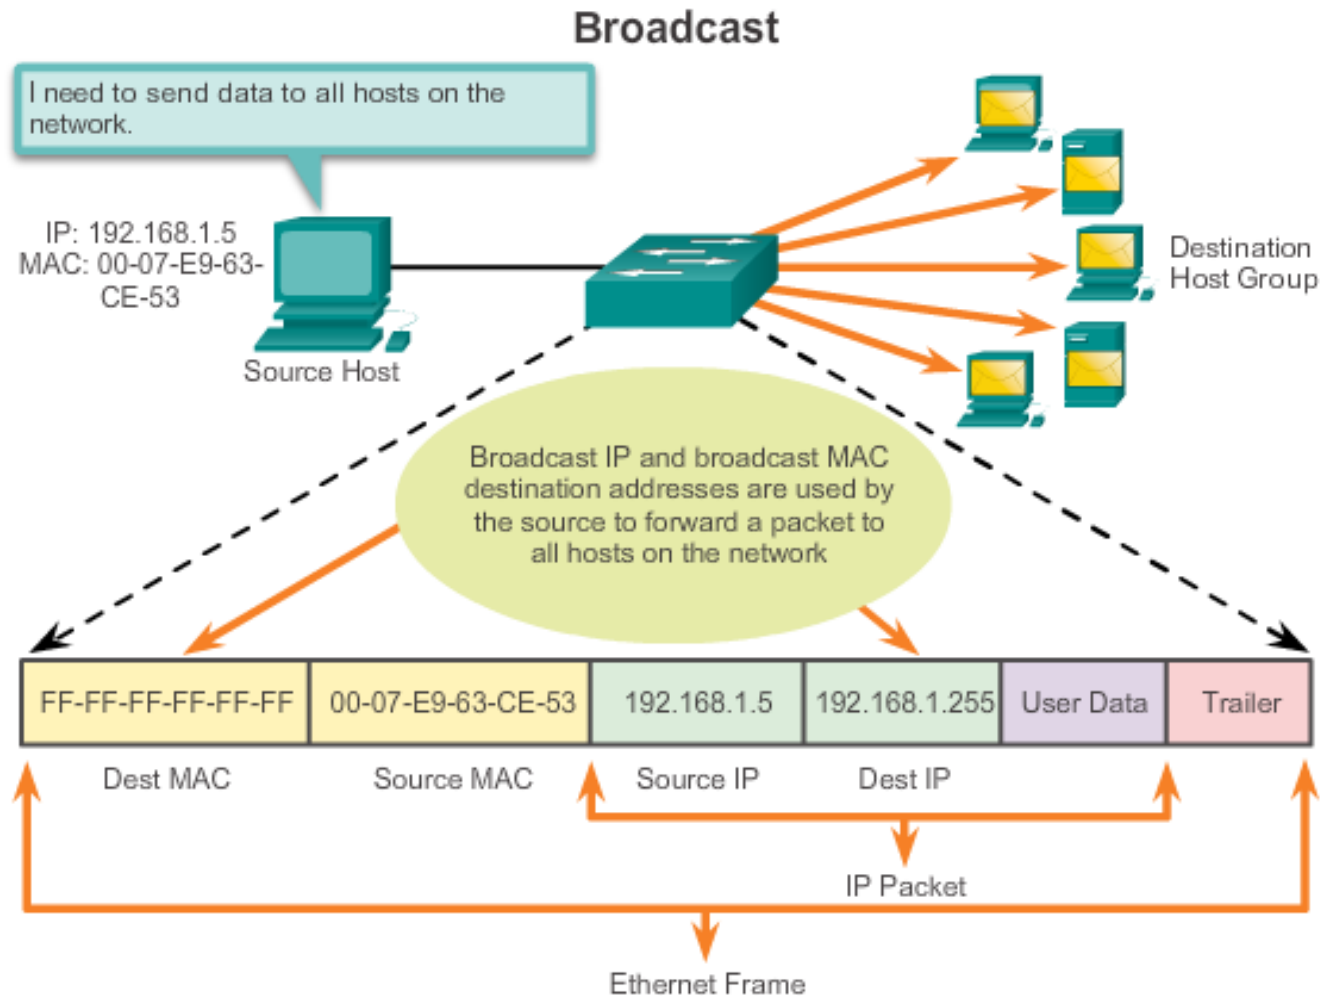 Broadcast
I need to send data to all hosts on the
network.
IP: 192.168.1.5
MAC: 00-07-E9-63-
CE-53
Source Host
Destination
Host Group
Broadcast IP and broadcast MAC
destination addresses are used by
the source to forward a packet to
all hosts on the network
FF-FF-FF-FF-FF-FF 00-07-E9-63-CE-53 192.168.1.5 192.168.1.255 User Data Trailer
Dest MAC Source MAC Source IP Dest IP
IP Packet
Ethernet Frame